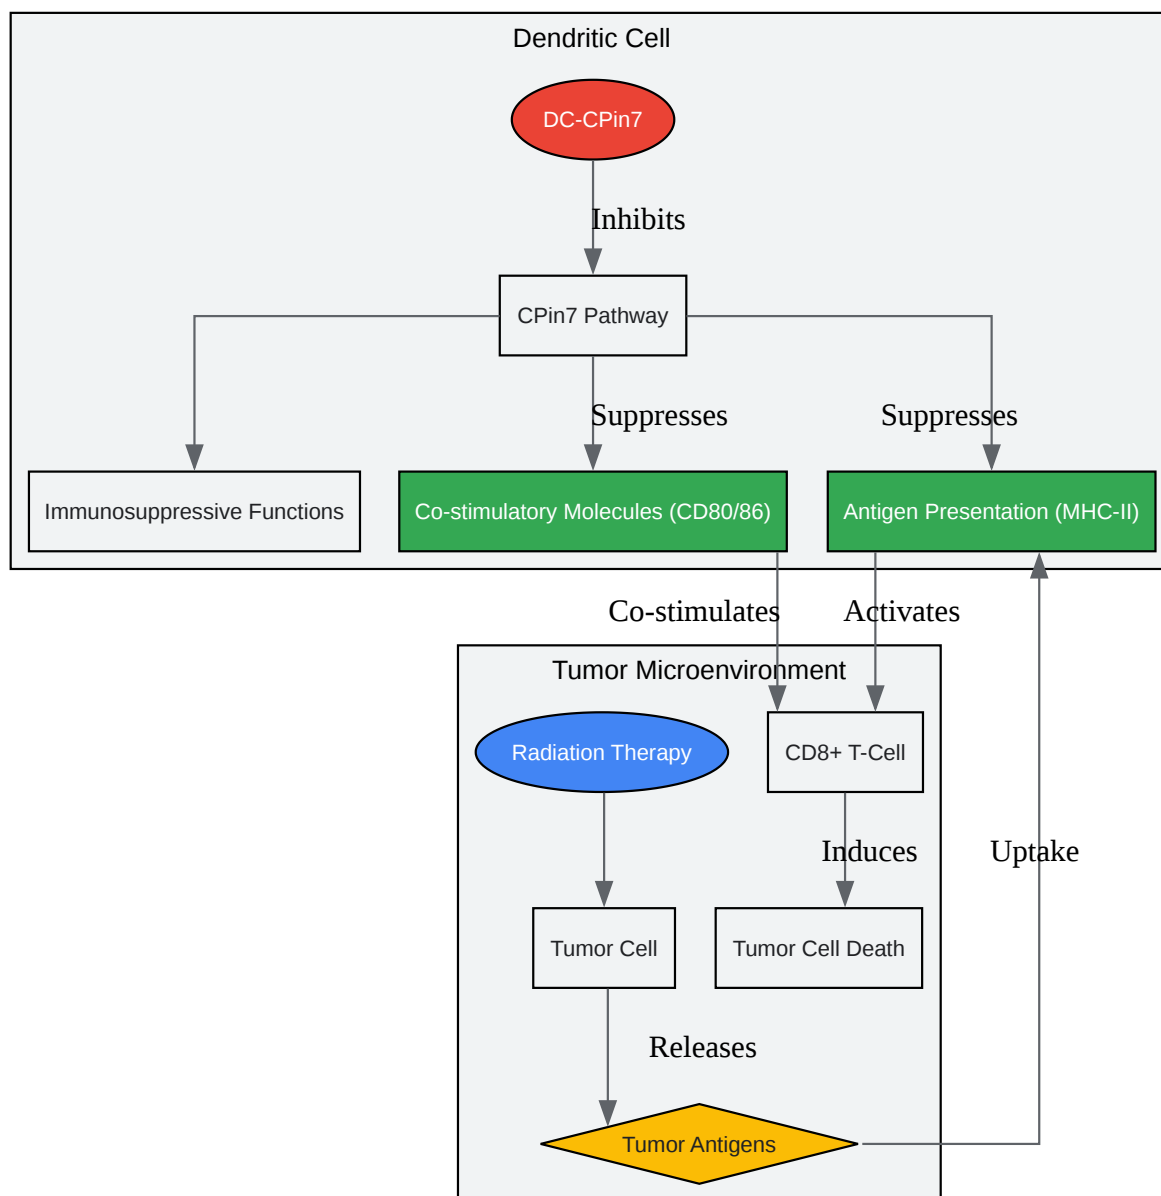 Dendritic Cell
DC-CPin7
Inhibits
CPin7 Pathway
Suppresses
Suppresses
Immunosuppressive Functions
Co-stimulatory Molecules (CD80/86)
Antigen Presentation (MHC-II)
Co-stimulates
Activates
Tumor Microenvironment
Radiation Therapy
CD8+ T-Cell
Induces
Uptake
Tumor Cell
Tumor Cell Death
Releases
Tumor Antigens